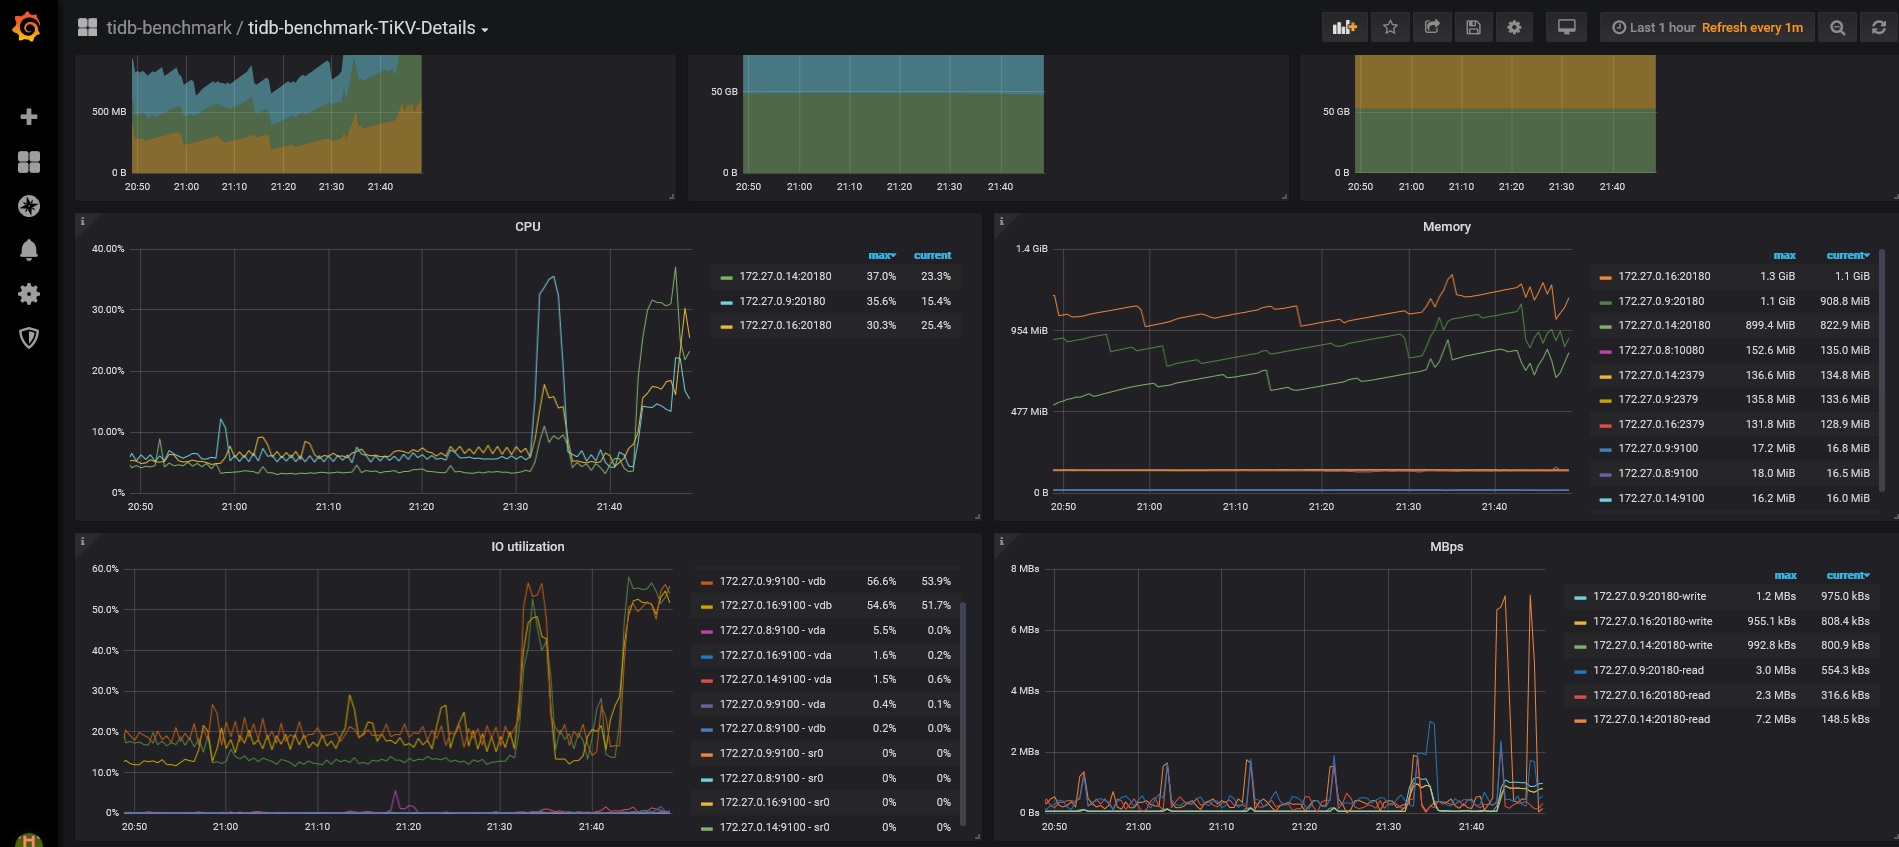 tidb-benchmark / tidb-benchmark-TiKV-Details
Last 1 hour Refresh every 1m
500 MB
0 B
20:50 21:00 21:10 21:20 21:30 21:40
50 GB
0 B
20:50 21:00 21:10 21:20 21:30 21:40
50 GB
0 B
20:50 21:00 21:10 21:20 21:30 21:40
i
CPU
40.00%
30.00%
20.00%
10.00%
0%
20:50 21:00 21:10 21:20 21:30 21:40
max current
172.27.0.14:20180 37.0% 23.3%
172.27.0.9:20180 35.6% 15.4%
172.27.0.16:20180 30.3% 25.4%
i
Memory
1.4 GiB
954 MiB
477 MiB
0 B
20:50 21:00 21:10 21:20 21:30 21:40
max current
172.27.0.16:20180 1.3 GiB 1.1 GiB
172.27.0.9:20180 1.1 GiB 908.8 MiB
172.27.0.14:20180 899.4 MiB 822.9 MiB
172.27.0.8:10080 152.6 MiB 135.0 MiB
172.27.0.14:2379 136.6 MiB 134.8 MiB
172.27.0.9:2379 135.8 MiB 133.6 MiB
172.27.0.16:2379 131.8 MiB 128.9 MiB
172.27.0.9:9100 17.2 MiB 16.8 MiB
172.27.0.8:9100 18.0 MiB 16.5 MiB
172.27.0.14:9100 16.2 MiB 16.0 MiB
i
IO utilization
60.0%
50.0%
40.0%
30.0%
20.0%
10.0%
0%
20:50 21:00 21:10 21:20 21:30 21:40
172.27.0.9:9100 - vdb 56.6% 53.9%
172.27.0.16:9100 - vdb 54.6% 51.7%
172.27.0.8:9100 - vda 5.5% 0.0%
172.27.0.16:9100 - vda 1.6% 0.2%
172.27.0.14:9100 - vda 1.5% 0.6%
172.27.0.9:9100 - vda 0.4% 0.1%
172.27.0.8:9100 - vdb 0.2% 0.0%
172.27.0.9:9100 - sr0 0% 0%
172.27.0.8:9100 - sr0 0% 0%
172.27.0.16:9100 - sr0 0% 0%
172.27.0.14:9100 - sr0 0% 0%
i
MBps
8 MBs
6 MBs
4 MBs
2 MBs
0 Bs
20:50 21:00 21:10 21:20 21:30 21:40
max current
172.27.0.9:20180-write 1.2 MBs 975.0 kBs
172.27.0.16:20180-write 955.1 kBs 808.4 kBs
172.27.0.14:20180-write 992.8 kBs 800.9 kBs
172.27.0.9:20180-read 3.0 MBs 554.3 kBs
172.27.0.16:20180-read 2.3 MBs 316.6 kBs
172.27.0.14:20180-read 7.2 MBs 148.5 kBs